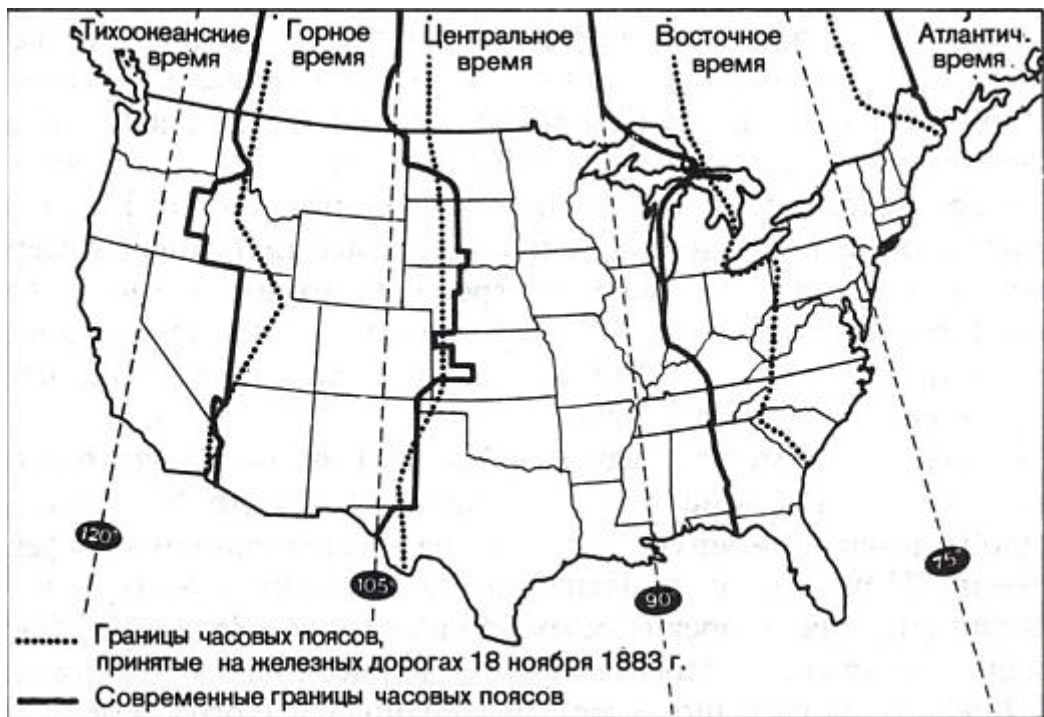 Тихоокеанские
время
Горное
время
Центральное
время
Восточное
время
Атлантич.
время
120
105
90
75
Границы часовых поясов,
принятые на железных дорогах 18 ноября 1883 г.
Современные границы часовых поясов